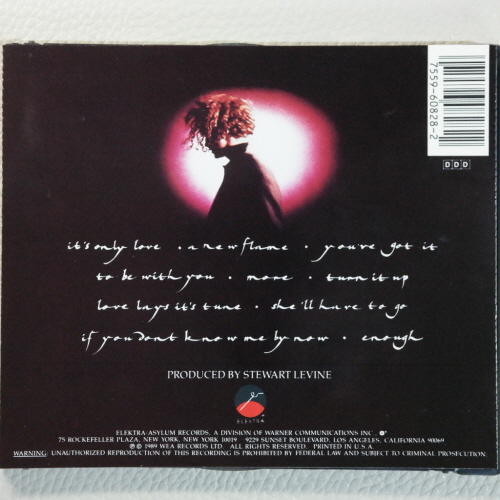 7559-60828-2
DDD
it's only love · a new flame · you've got it
to be with you · more · turn it up
love lays it's tune · she'll have to go
if you dont know me by now · enough
PRODUCED BY STEWART LEVINE
ELEKTRA
ELEKTRA/ASYLUM RECORDS, A DIVISION OF WARNER COMMUNICATIONS INC.
75 ROCKEFELLER PLAZA, NEW YORK, NEW YORK 10019 9229 SUNSET BOULEVARD, LOS ANGELES, CALIFORNIA 90069
℗ © 1989 WEA RECORDS LTD ALL RIGHTS RESERVED. PRINTED IN U.S.A.
WARNING: UNAUTHORIZED REPRODUCTION OF THIS RECORDING IS PROHIBITED BY FEDERAL LAW AND SUBJECT TO CRIMINAL PROSECUTION.